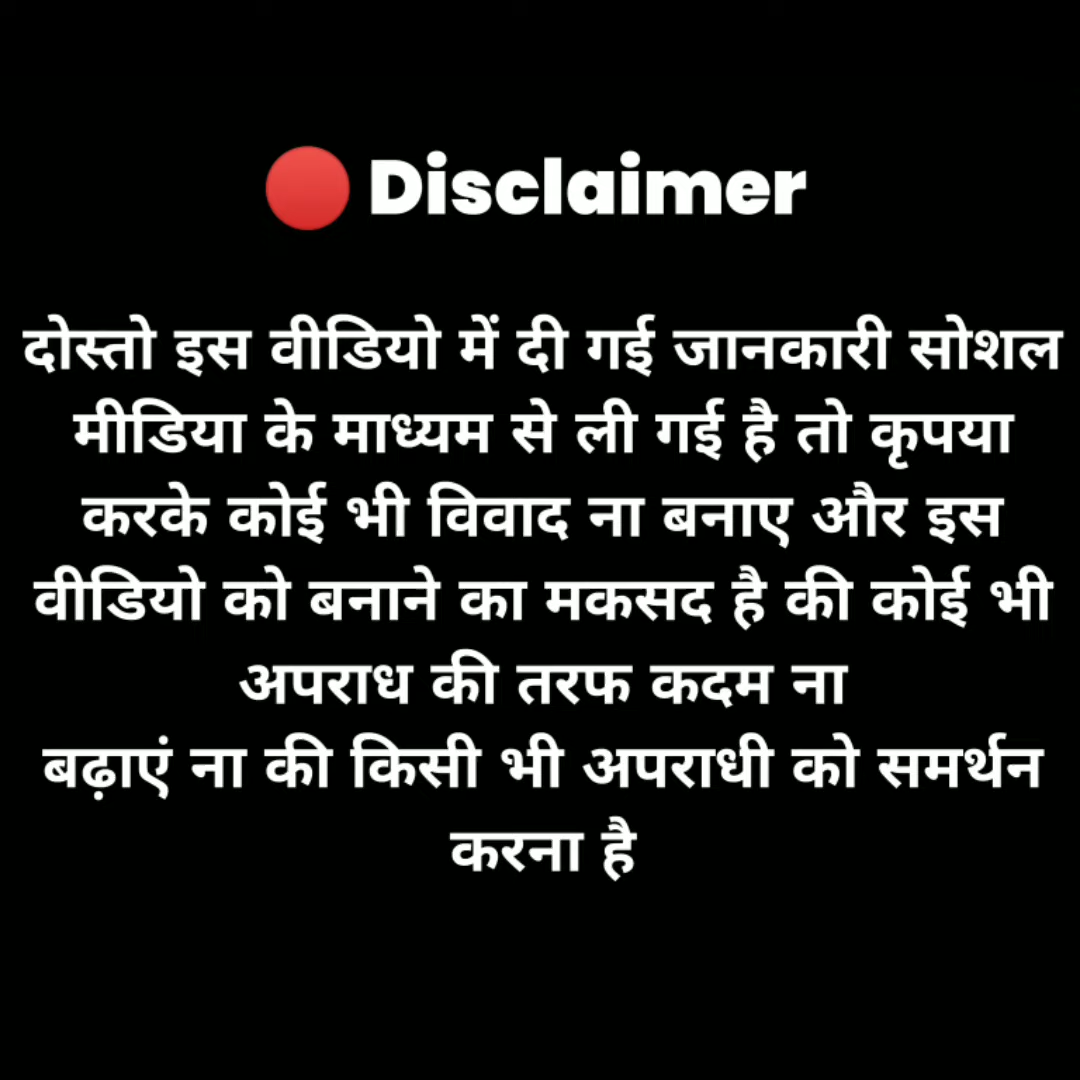 🔴 Disclaimer
दोस्तो इस वीडियो में दी गई जानकारी सोशल
मीडिया के माध्यम से ली गई है तो कृपया
करके कोई भी विवाद ना बनाए और इस
वीडियो को बनाने का मकसद है की कोई भी
अपराध की तरफ कदम ना
बढ़ाएं ना की किसी भी अपराधी को समर्थन
करना है